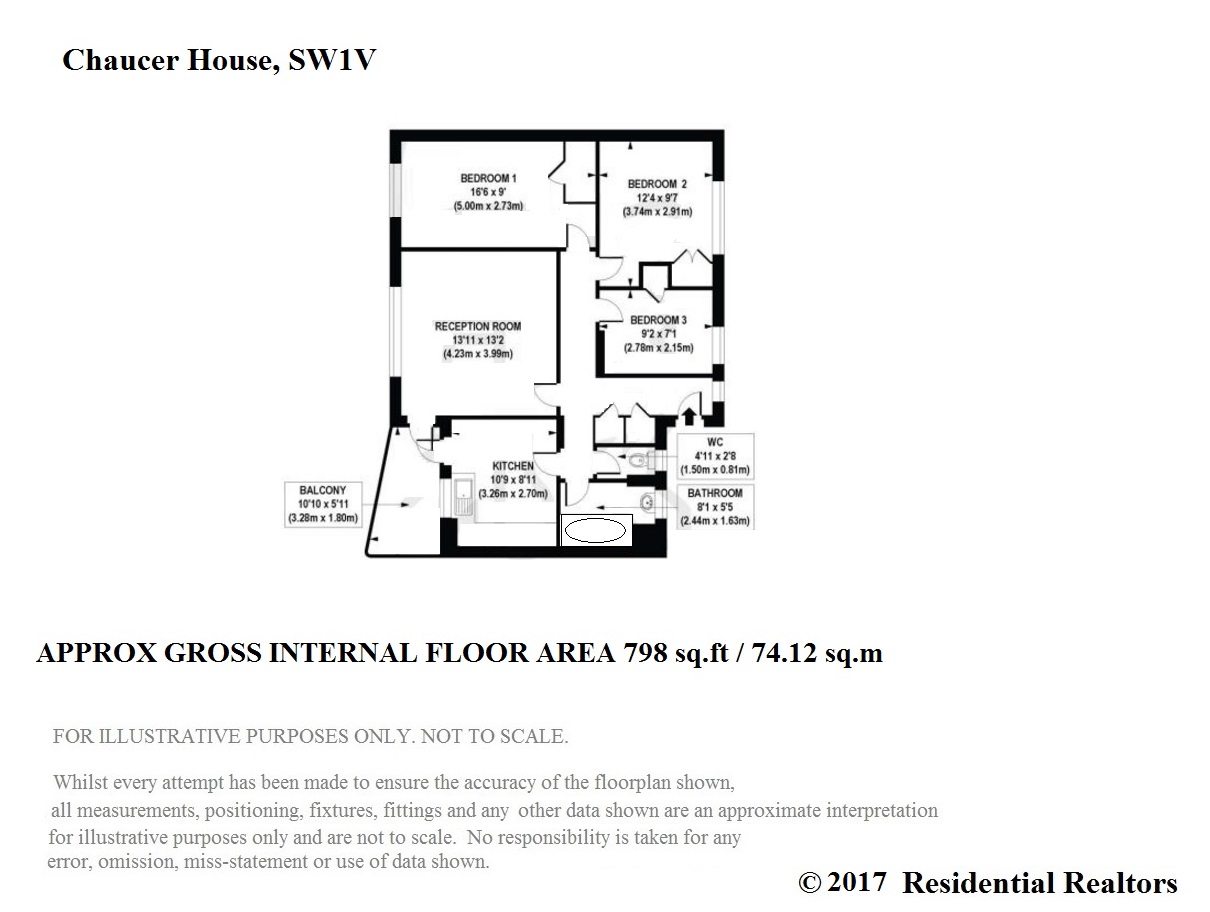 Chaucer House, SW1V
BEDROOM 1
16'6 x 9'
(5.00m x 2.73m)
BEDROOM 2
12'4 x 9'7
(3.74m x 2.91m)
RECEPTION ROOM
13'11 x 13'2
(4.23m x 3.99m)
BEDROOM 3
9'2 x 7'1
(2.78m x 2.15m)
WC
4'11 x 2'8
(1.50m x 0.81m)
KITCHEN
10'9 x 8'11
(3.26m x 2.70m)
BALCONY
10'10 x 5'11
(3.28m x 1.80m)
BATHROOM
8'1 x 5'5
(2.44m x 1.63m)
APPROX GROSS INTERNAL FLOOR AREA 798 sq.ft / 74.12 sq.m
FOR ILLUSTRATIVE PURPOSES ONLY. NOT TO SCALE.
Whilst every attempt has been made to ensure the accuracy of the floorplan shown,
all measurements, positioning, fixtures, fittings and any other data shown are an approximate interpretation
for illustrative purposes only and are not to scale. No responsibility is taken for any
error, omission, miss-statement or use of data shown.
© 2017 Residential Realtors